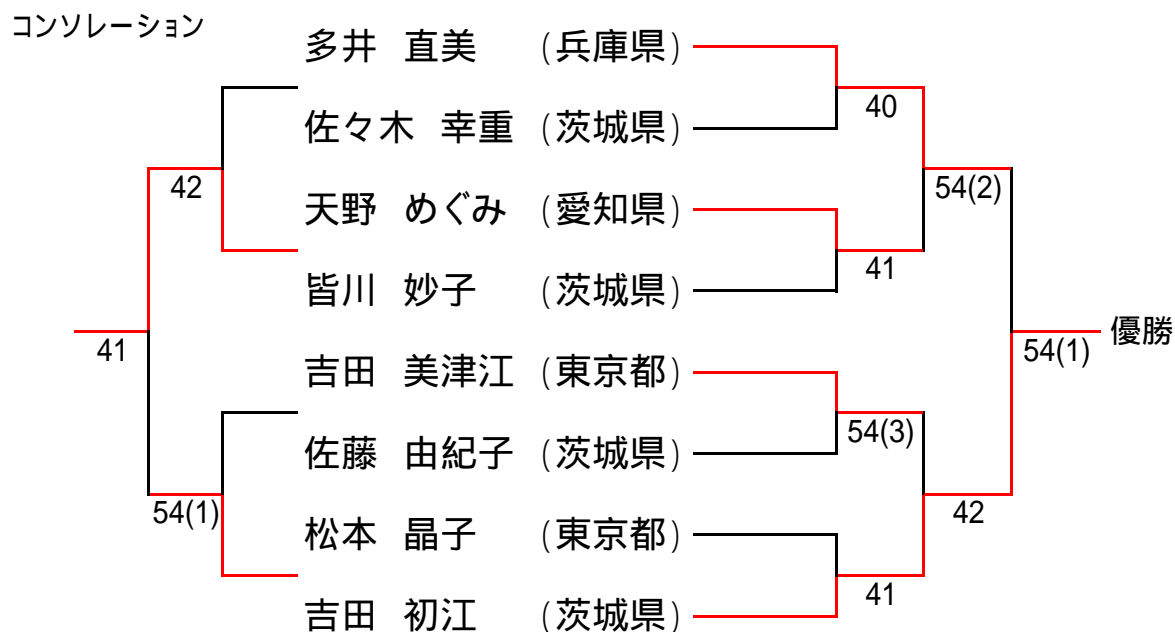 コンソレーション
多井 直美 (兵庫県)
40
佐々木 幸重 (茨城県)
42
54(2)
天野 めぐみ (愛知県)
41
皆川 妙子 (茨城県)
41
54(1)
優勝
吉田 美津江 (東京都)
54(3)
佐藤 由紀子 (茨城県)
54(1)
42
松本 晶子 (東京都)
41
吉田 初江 (茨城県)